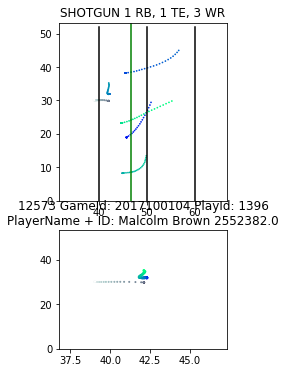 SHOTGUN 1 RB, 1 TE, 3 WR
50
40
30
20
10
0
40 50 60
12573 GameId: 2017100104 PlayId: 1396
PlayerName + ID: Malcolm Brown 2552382.0
40
20
0
37.5 40.0 42.5 45.0